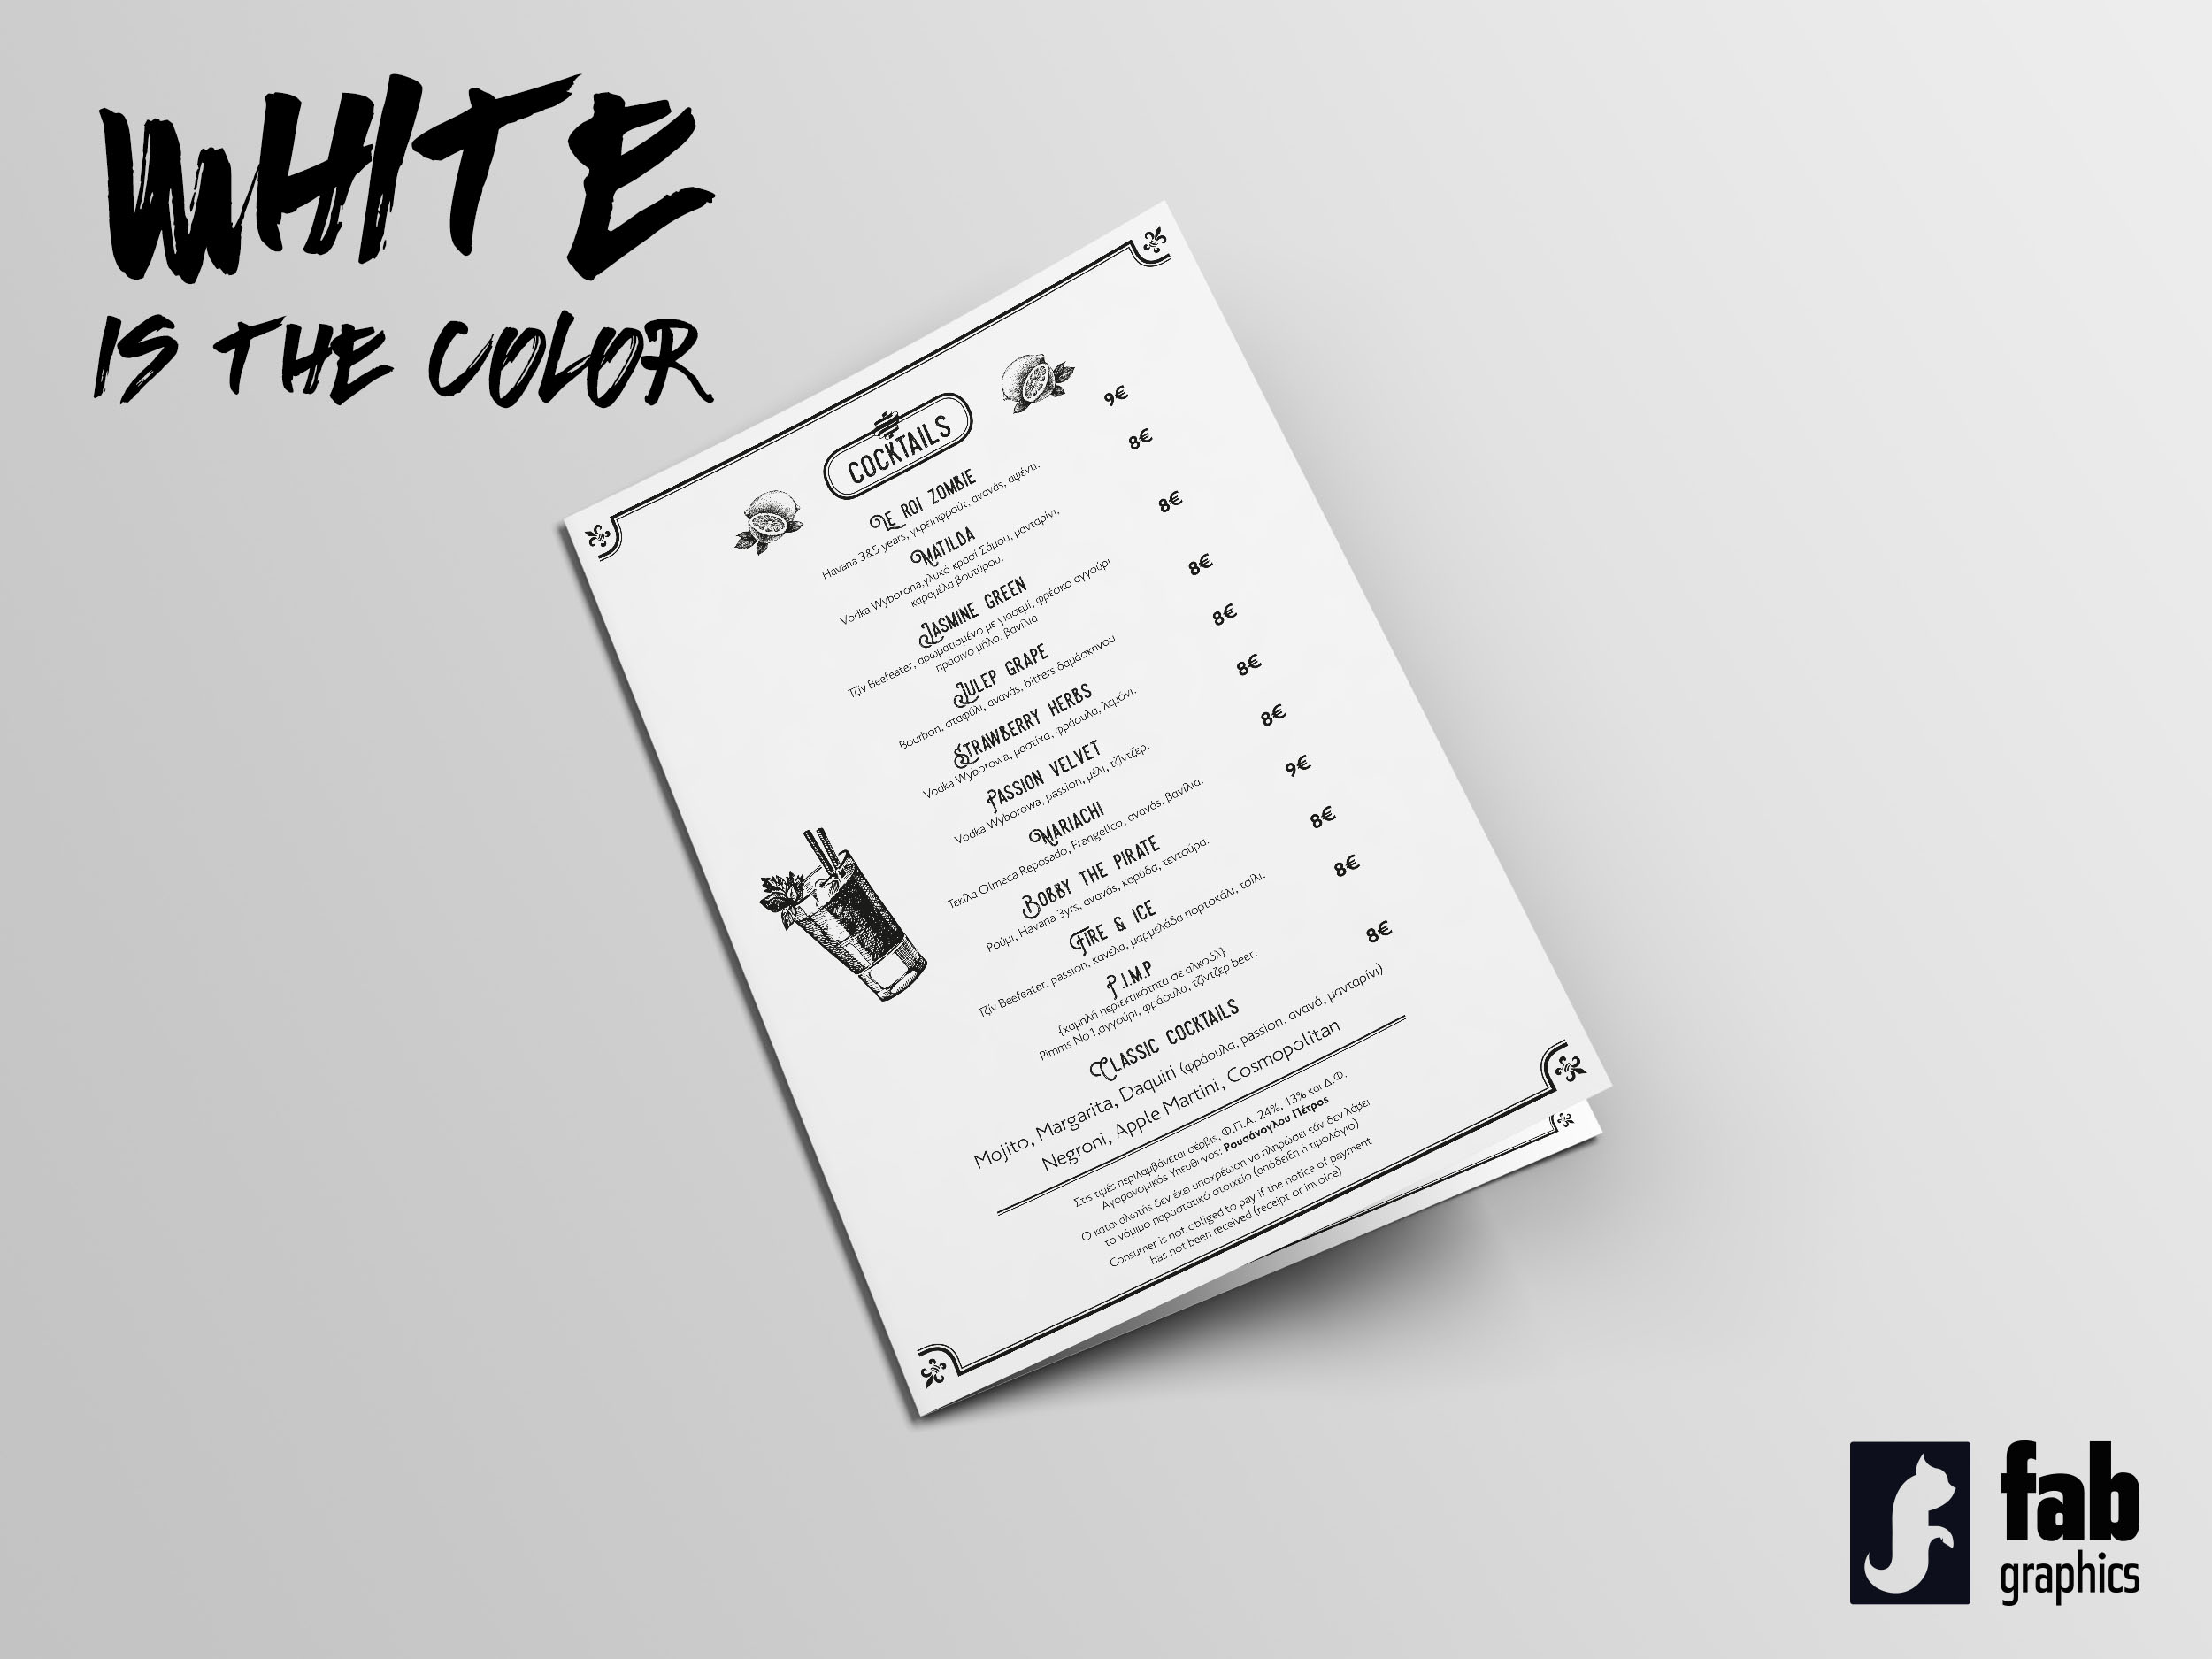 WHITE
IS THE COLOR
COCKTAILS
LE ROI ZOMBIE 9€
Havana 3&5 years, γκρειπφρούτ, ανανάς, αψέντι.
MATILDA 8€
Vodka Wyborona,γλυκό κρασί Σάμου, μανταρίνι,
καραμέλα βουτύρου.
JASMINE GREEN 8€
Τζιν Beefeater, αρωματισμένο με γιασεμί, φρέσκο αγγούρι
πράσινο μήλο, βανίλια
JULEP GRAPE 8€
Bourbon, σταφύλι, ανανάς, bitters δαμάσκηνου
STRAWBERRY HERBS 8€
Vodka Wyborowa, μαστίχα, φράουλα, λεμόνι.
PASSION VELVET 8€
Vodka Wyborowa, passion, μέλι, τζίντζερ.
MARIACHI 8€
Τεκίλα Olmeca Reposado, Frangelico, ανανάς, βανίλια.
BOBBY THE PIRATE 9€
Ρούμι, Havana 3yrs, ανανάς, καρύδα, τεντούρα.
FIRE & ICE 8€
Τζίν Beefeater, passion, κανέλα, μαρμελάδα πορτοκάλι, τσίλι.
P.I.M.P 8€
{χαμηλή περιεκτικότητα σε αλκοόλ}
Pimms No1,αγγούρι, φράουλα, τζίντζερ beer.
CLASSIC COCKTAILS 8€
Mojito, Margarita, Daquiri (φράουλα, passion, ανανά, μανταρίνι)
Negroni, Apple Martini, Cosmopolitan
Στις τιμές περιλαμβάνεται σέρβις, Φ.Π.Α. 24%, 13% και Δ.Φ.
Αγορανομικός Υπεύθυνος: Ρουσάνογλου Πέτρος
Ο καταναλωτής δεν έχει υποχρέωση να πληρώσει εάν δεν λάβει
το νόμιμο παραστατικό στοιχείο (απόδειξη ή τιμολόγιο)
Consumer is not obliged to pay if the notice of payment
has not been received (receipt or invoice)
fab
graphics